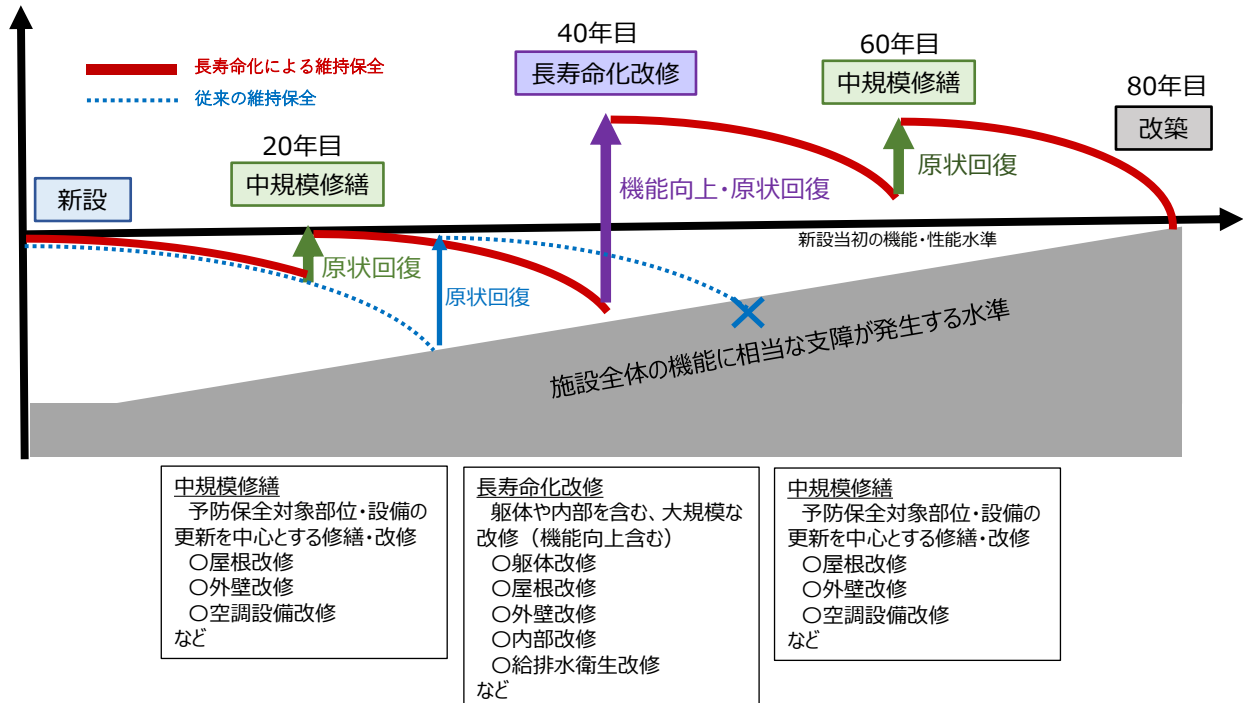 長寿命化による維持保全
従来の維持保全
新設
20年目
中規模修繕
原状回復
原状回復
40年目
長寿命化改修
機能向上・原状回復
60年目
中規模修繕
原状回復
80年目
改築
新設当初の機能・性能水準
施設全体の機能に相当な支障が発生する水準
中規模修繕
予防保全対象部位・設備の
更新を中心とする修繕・改修
〇屋根改修
〇外壁改修
〇空調設備改修
など
長寿命化改修
躯体や内部を含む、大規模な
改修（機能向上含む）
〇躯体改修
〇屋根改修
〇外壁改修
〇内部改修
〇給排水衛生改修
など
中規模修繕
予防保全対象部位・設備の
更新を中心とする修繕・改修
〇屋根改修
〇外壁改修
〇空調設備改修
など